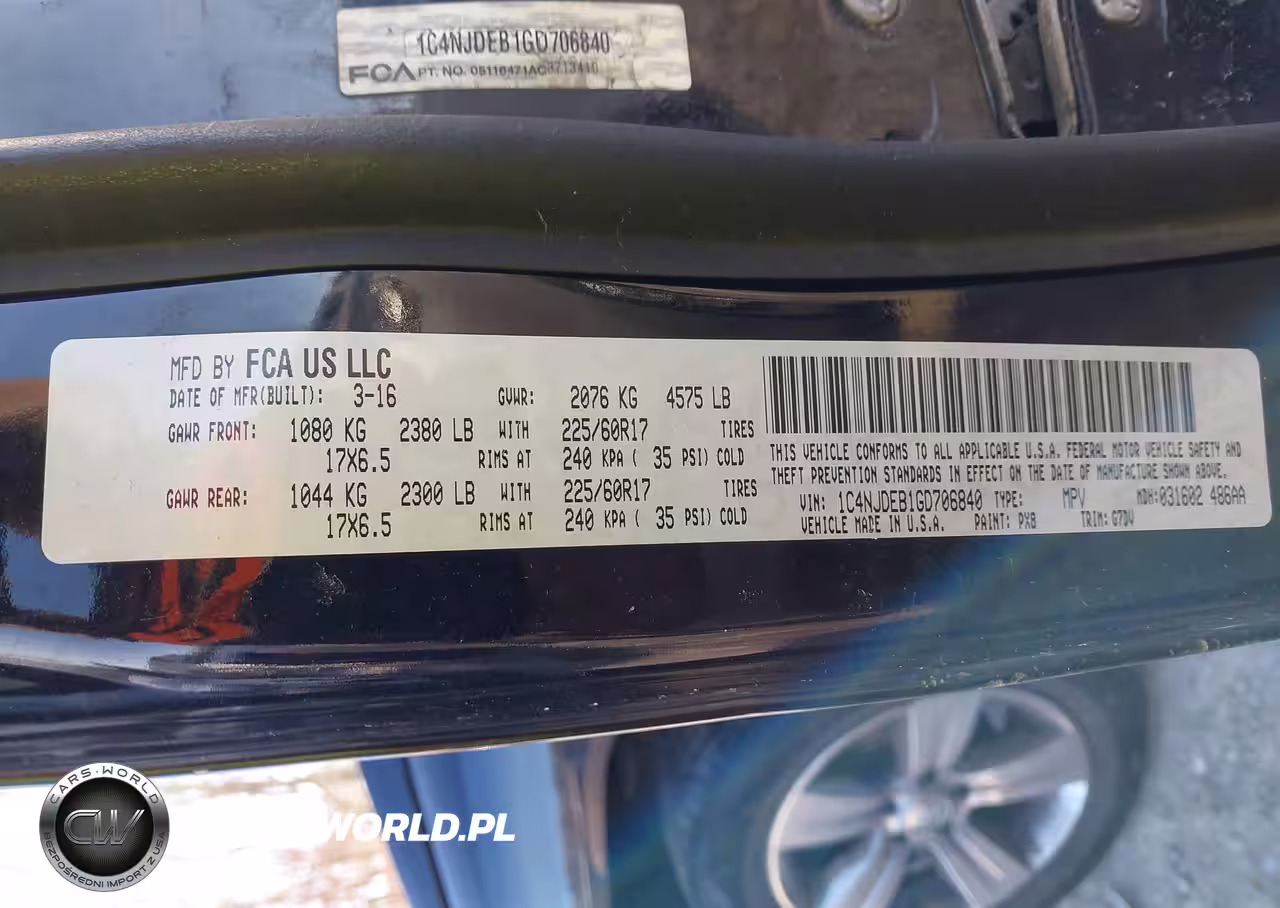 1C4NJDEB1GD706840
FCA PT. NO. 05116471AC
MFD BY FCA US LLC
DATE OF MFR(BUILT): 3-16 GVWR: 2076 KG 4575 LB
GAWR FRONT: 1080 KG 2380 LB WITH 225/60R17 TIRES
17X6.5 RIMS AT 240 KPA ( 35 PSI) COLD
GAWR REAR: 1044 KG 2300 LB WITH 225/60R17 TIRES
17X6.5 RIMS AT 240 KPA ( 35 PSI) COLD
THIS VEHICLE CONFORMS TO ALL APPLICABLE U.S.A. FEDERAL MOTOR VEHICLE SAFETY AND
THEFT PREVENTION STANDARDS IN EFFECT ON THE DATE OF MANUFACTURE SHOWN ABOVE.
VIN: 1C4NJDEB1GD706840 TYPE: MPV MDH:031602 486AA
VEHICLE MADE IN U.S.A. PAINT: PX8 TRIM: G7DV
CARS-WORLD
CW
BEZPOŚREDNI IMPORT Z USA
WORLD.PL